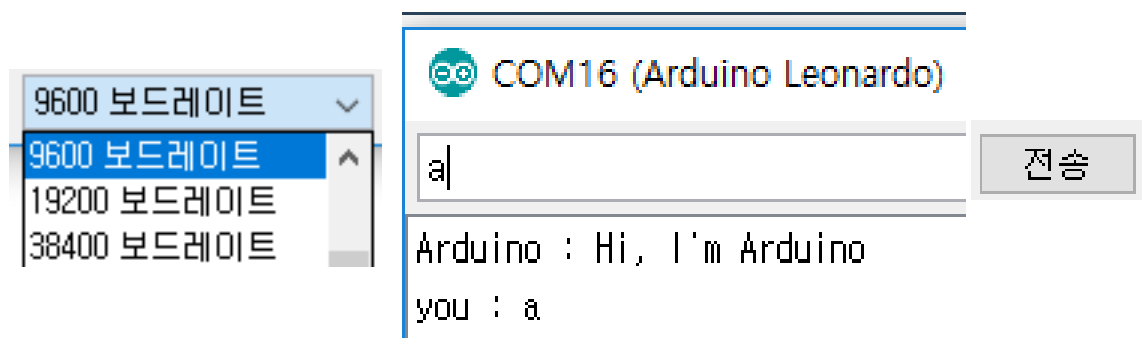 9600 보드레이트
9600 보드레이트
19200 보드레이트
38400 보드레이트
COM16 (Arduino Leonardo)
a
전송
Arduino : Hi, I'm Arduino
you : a